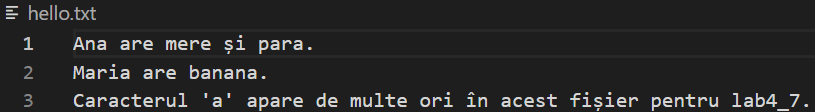 hello.txt
1 Ana are mere și para.
2 Maria are banana.
3 Caracterul 'a' apare de multe ori în acest fișier pentru lab4_7.